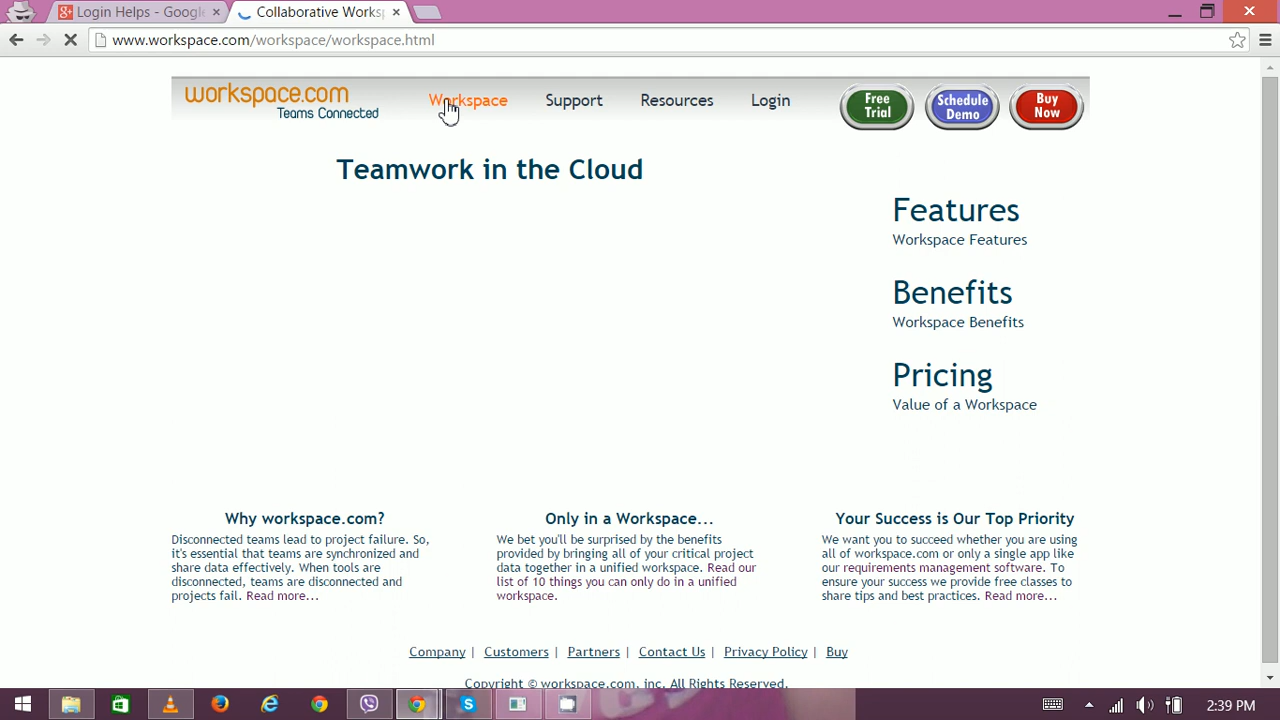 Login Helps - Googl
Collaborative Works
www.workspace.com/workspace/workspace.html
workspace.com
Teams Connected
Workspace
Support
Resources
Login
Free
Trial
Schedule
Demo
Buy
Now
Teamwork in the Cloud
Features
Workspace Features
Benefits
Workspace Benefits
Pricing
Value of a Workspace
Why workspace.com?
Disconnected teams lead to project failure. So,
it's essential that teams are synchronized and
share data effectively. When tools are
disconnected, teams are disconnected and
projects fail. Read more...
Only in a Workspace...
We bet you'll be surprised by the benefits
provided by bringing all of your critical project
data together in a unified workspace. Read our
list of 10 things you can only do in a unified
workspace.
Your Success is Our Top Priority
We want you to succeed whether you are using
all of workspace.com or only a single app like
our requirements management software. To
ensure your success we provide free classes to
share tips and best practices. Read more...
Company | Customers | Partners | Contact Us | Privacy Policy | Buy
Copyright © workspace.com, inc. All Rights Reserved.
2:39 PM